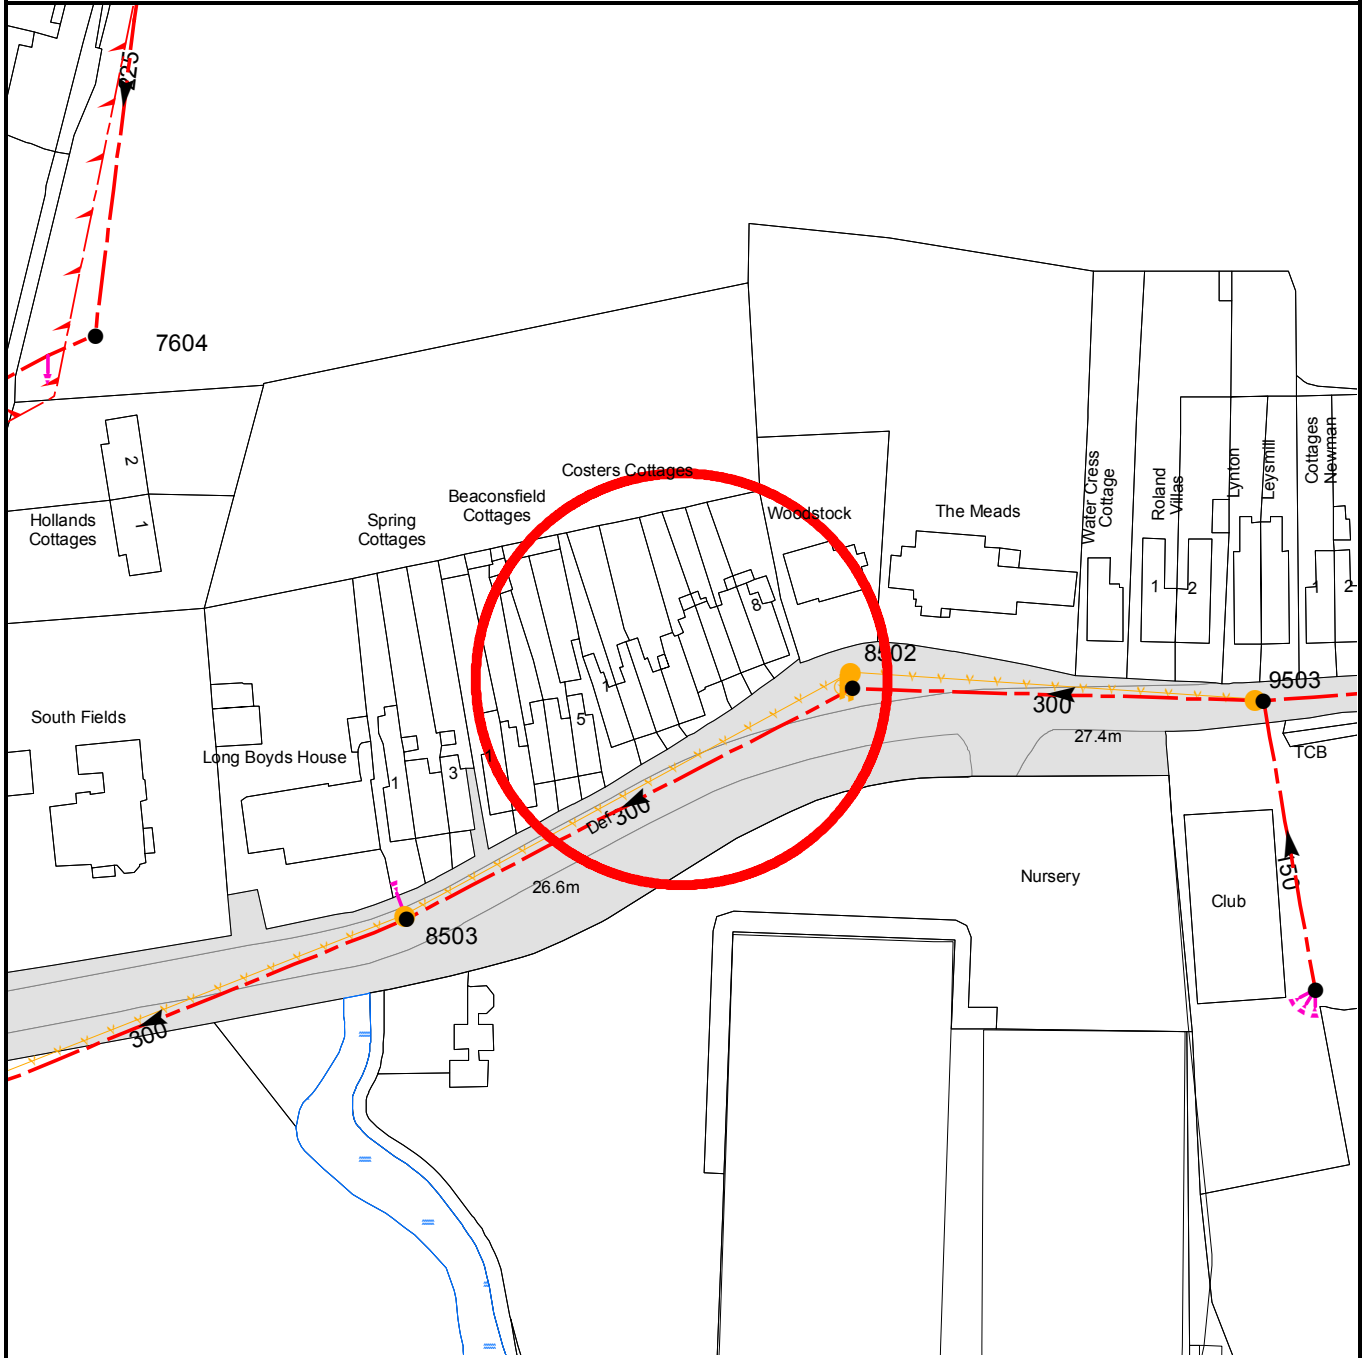 225
7604
Costers Cottages
Beaconsfield
Cottages
Spring
Cottages
Hollands
Cottages
2
1
Woodstock
The Meads
Water Cress
Cottage
Roland
Villas
Lynton
Leysmill
Cottages
Newman
1
2
1
2
8
7
5
8502
9503
300
27.4m
TCB
South Fields
Long Boyds House
1
3
1
Def
300
26.6m
8503
Nursery
Club
150
300